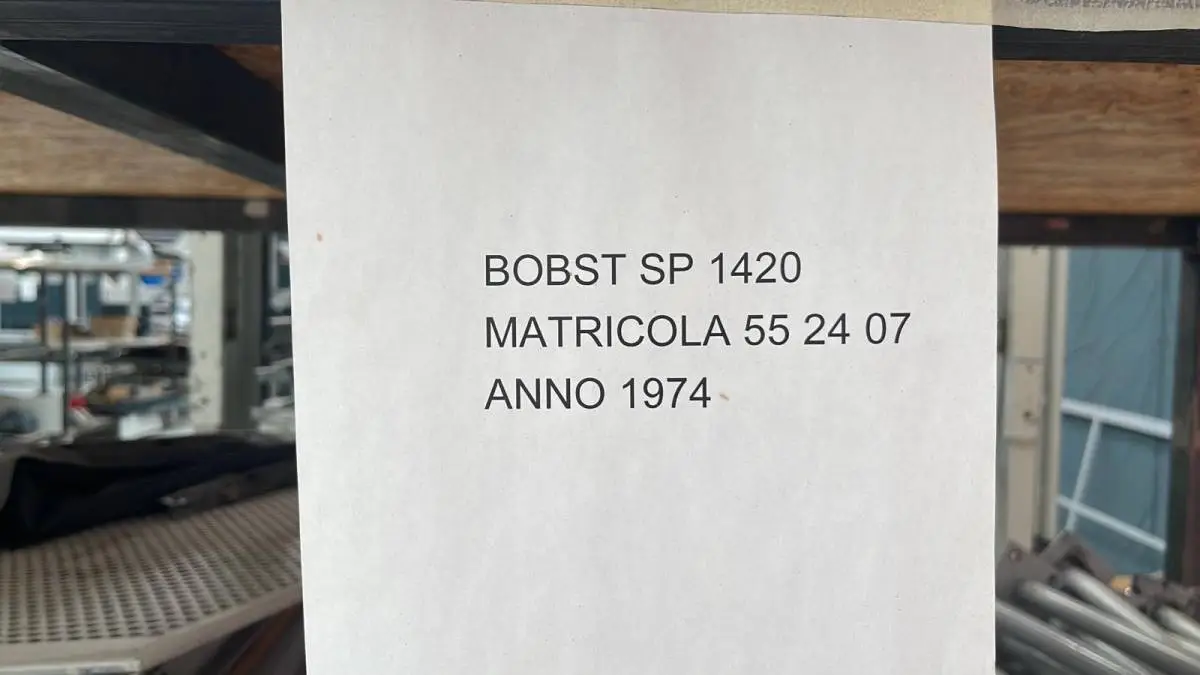 BOBST SP 1420
MATRICOLA 55 24 07
ANNO 1974